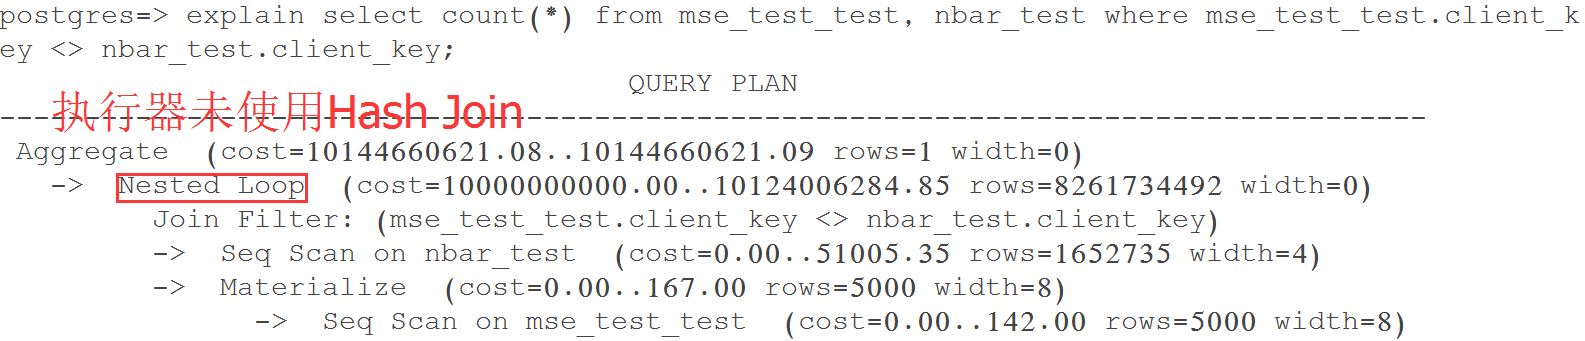 postgres=> explain select count(*) from mse_test_test, nbar_test where mse_test_test.client_k
ey <> nbar_test.client_key;
QUERY PLAN
执行器未使用Hash Join
-----------------------------------------------------------------------------------
Aggregate (cost=10144660621.08..10144660621.09 rows=1 width=0)
-> Nested Loop (cost=10000000000.00..10124006284.85 rows=8261734492 width=0)
Join Filter: (mse_test_test.client_key <> nbar_test.client_key)
-> Seq Scan on nbar_test (cost=0.00..51005.35 rows=1652735 width=4)
-> Materialize (cost=0.00..167.00 rows=5000 width=8)
-> Seq Scan on mse_test_test (cost=0.00..142.00 rows=5000 width=8)